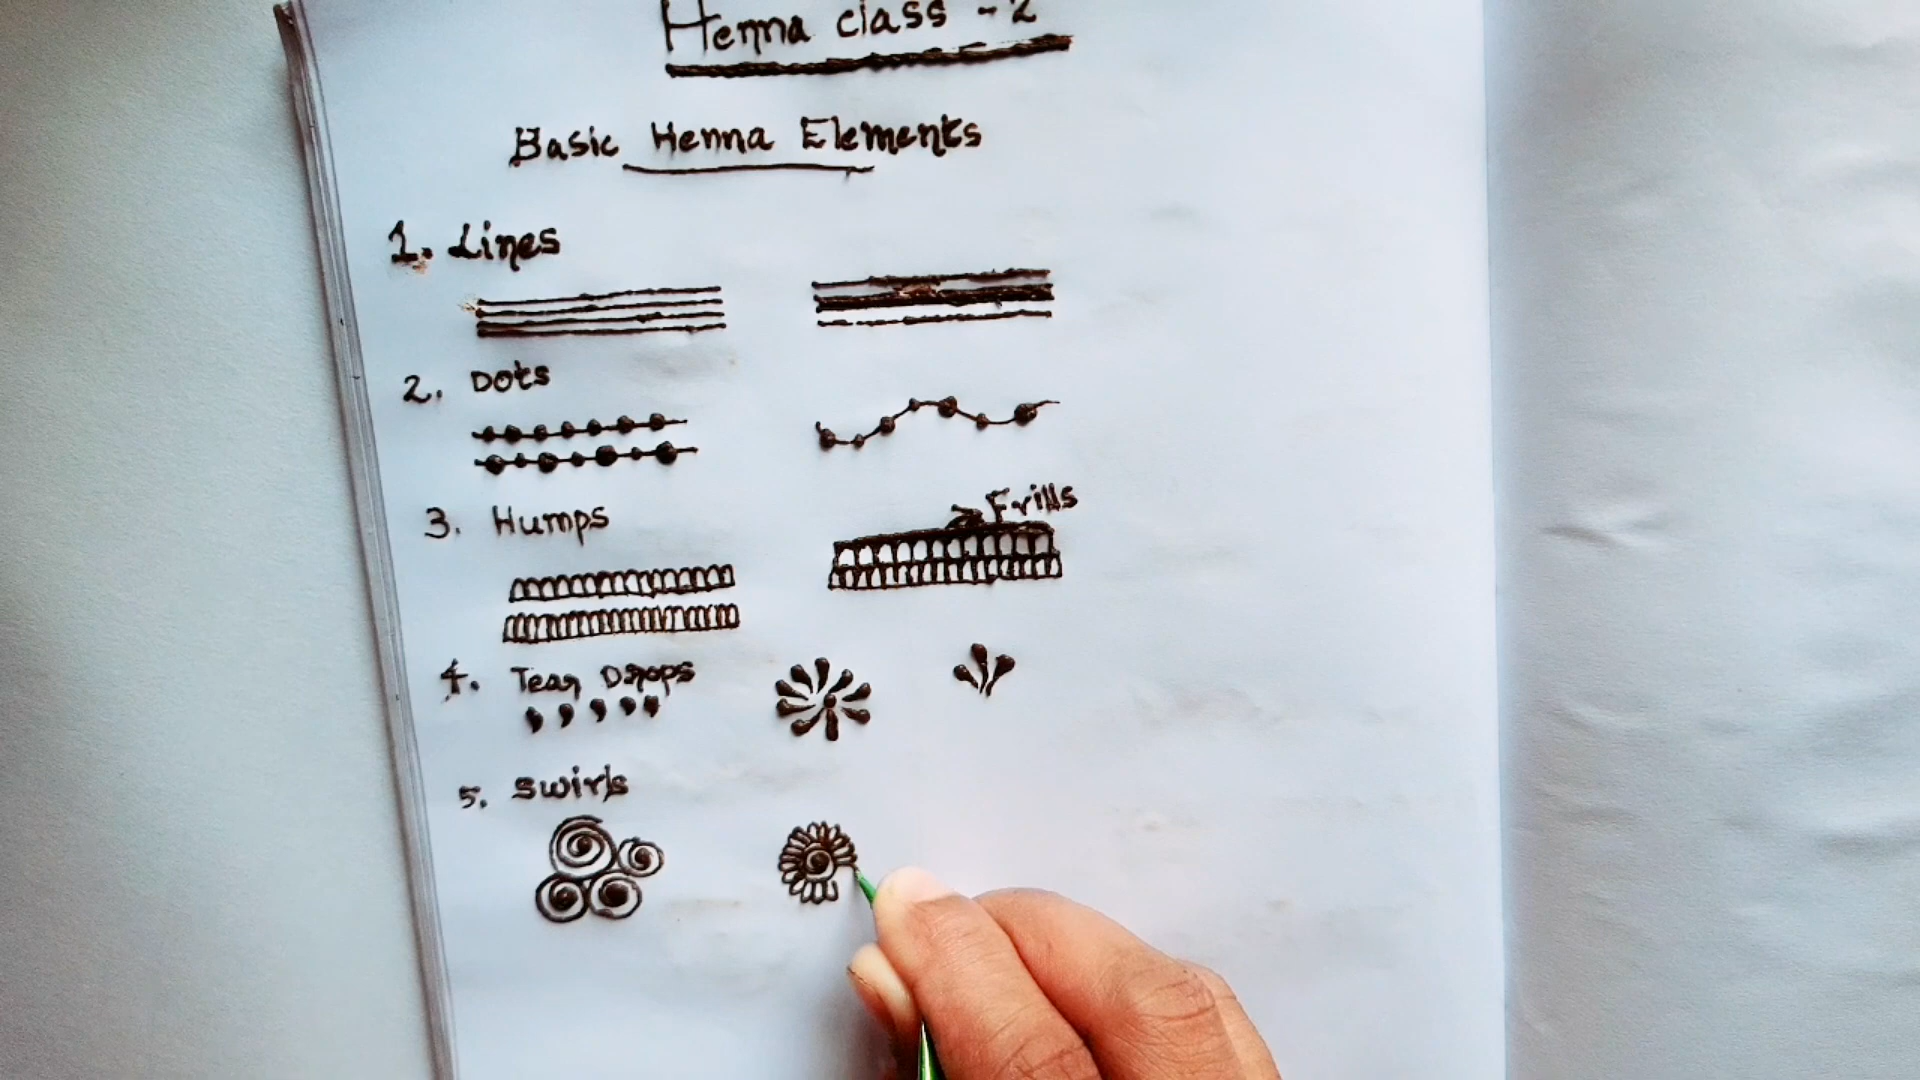 Henna class - 2
Basic Henna Elements
1. Lines
2. Dots
3. Humps
Frills
4. Tear Drops
5. Swirls